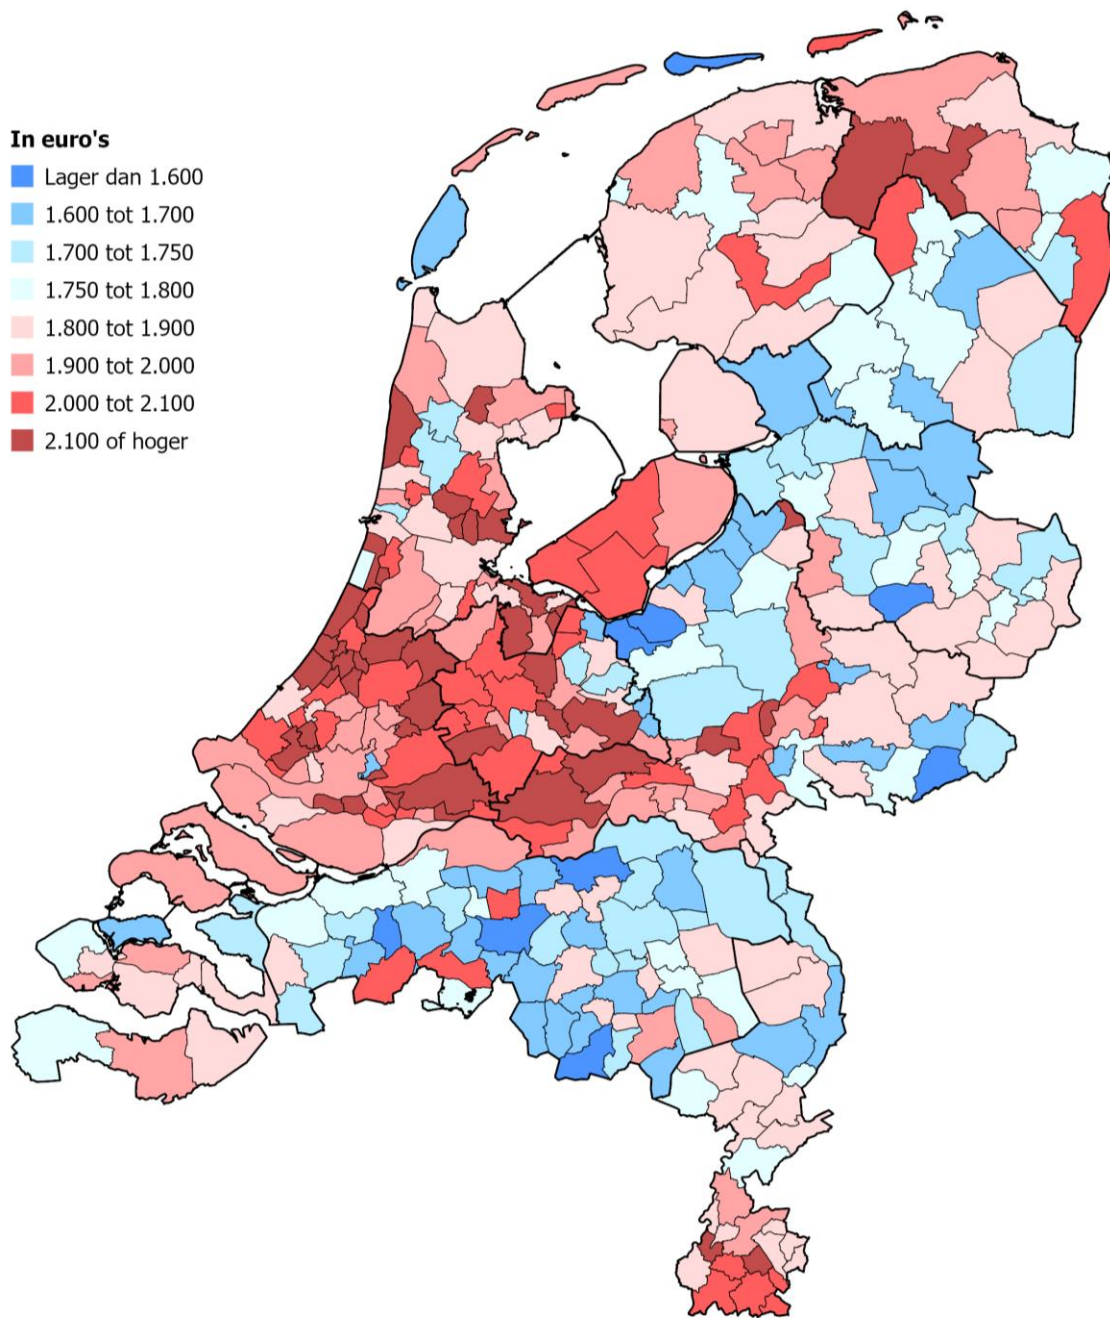 In euro's
Lager dan 1.600
1.600 tot 1.700
1.700 tot 1.750
1.750 tot 1.800
1.800 tot 1.900
1.900 tot 2.000
2.000 tot 2.100
2.100 of hoger